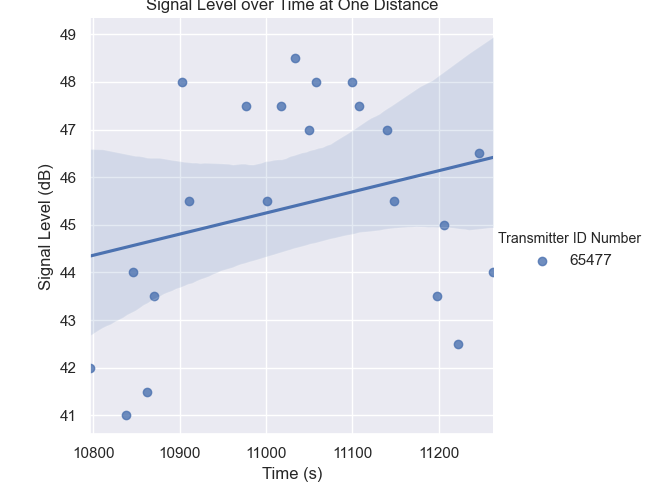 Signal Level over Time at One Distance
49
48
47
46
45
44
43
42
41
Signal Level (dB)
10800 10900 11000 11100 11200
Time (s)
Transmitter ID Number
65477